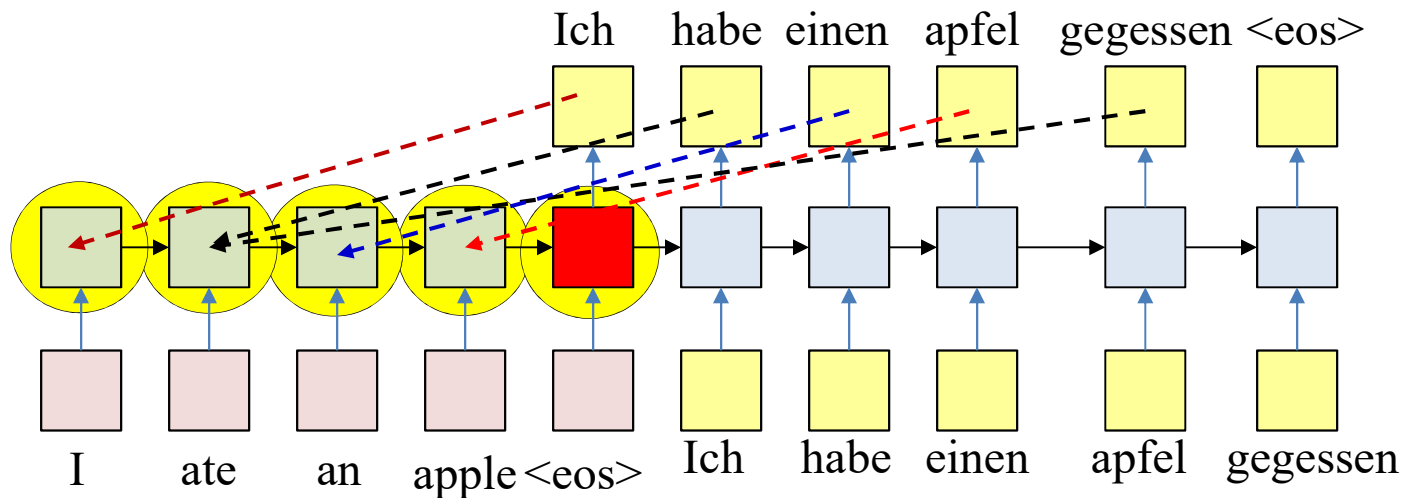 Ich habe einen apfel gegessen <eos>
I ate an apple <eos> Ich habe einen apfel gegessen